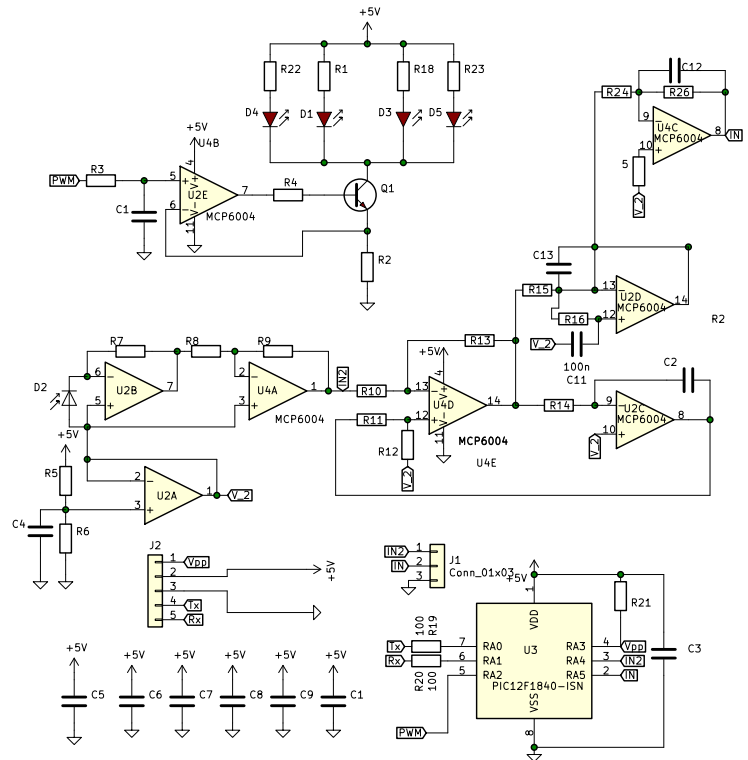 +5V
R22
R1
R18
R23
D4
D1
D3
D5
C12
R24
R26
9
U4C
MCP6004
8
IN
10
5
V_2
+5V
U4B
PWM
R3
4
5
V+
U2E
7
R4
Q1
6
V-
MCP6004
C1
11
R2
C13
R15
13
U2D
MCP6004
14
R16
12
V_2
100n
C11
R2
R7
R8
R9
R13
+5V
C2
D2
6
U2B
7
5
2
U4A
1
3
MCP6004
IN2
R10
13
4
V+
U4D
14
R11
12
V-
11
R14
9
U2C
MCP6004
8
10
V_2
R12
V_2
MCP6004
U4E
+5V
R5
2
U2A
1
V_2
3
C4
R6
J2
1
Vpp
2
+5V
3
4
Tx
5
Rx
IN2
1
J1
IN
2
3
Conn_01x03
+5V
1
VDD
R21
100
R19
Tx
7
RA0
U3
RA3
4
Vpp
C3
Rx
6
RA1
RA4
3
IN2
5
RA2
RA5
2
IN
R20
100
PIC12F1840-ISN
VSS
8
PWM
+5V
+5V
+5V
+5V
+5V
+5V
C5
C6
C7
C8
C9
C1